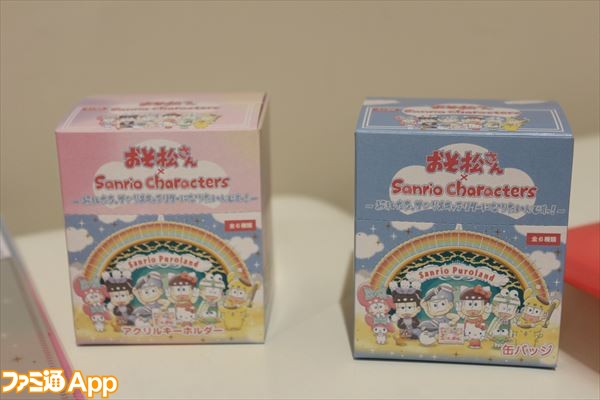 おそ松さん
×
Sanrio Characters
全6種類
Sanrio Puroland
アクリルキーホルダー
おそ松さん
×
Sanrio Characters
全6種類
Sanrio Puroland
缶バッジ
ファミ通App